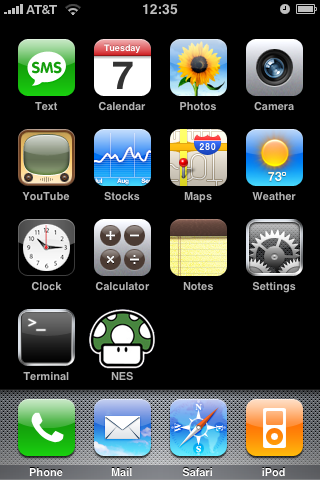 AT&T 12:35
SMS Tuesday 7
Text Calendar Photos Camera
280
Aug 73°
YouTube Stocks Maps Weather
Clock Calculator Notes Settings
>_
Terminal NES
Phone Mail Safari iPod